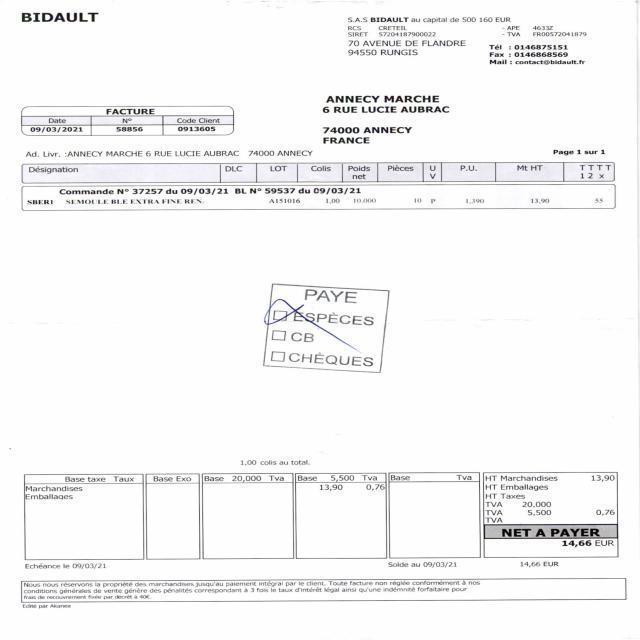 BIDAULT
S.A.S BIDAULT au capital de 500 160 EUR
RCS CRETEIL - APE 4633Z
SIRET 57204187900022 - TVA FR00572041879
70 AVENUE DE FLANDRE
94550 RUNGIS
Tél : 0146875151
Fax : 0146868569
Mail : contact@bidault.fr
FACTURE
Date N° Code Client
09/03/2021 58856 0913605
ANNECY MARCHE
6 RUE LUCIE AUBRAC
74000 ANNECY
FRANCE
Ad. Livr. :ANNECY MARCHE 6 RUE LUCIE AUBRAC 74000 ANNECY
Page 1 sur 1
Désignation DLC LOT Colis Poids net Pièces U V P.U. Mt HT T T T T 1 2 x
Commande N° 37257 du 09/03/21 BL N° 59537 du 09/03/21
SBER1 SEMOULE BLE EXTRA FINE REN. A151016 1,00 10.000 10 P 1,390 13,90 55
PAYE
ESPÈCES
CB
CHÈQUES
1,00 colis au total.
Base taxe Taux Base Exo Base 20,000 Tva Base 5,500 Tva Base Tva
Marchandises 13,90 0,76
Emballages
HT Marchandises 13,90
HT Emballages
HT Taxes
TVA 20,000
TVA 5,500 0,76
TVA
NET A PAYER
14,66 EUR
Echéance le 09/03/21 Solde au 09/03/21 14,66 EUR
Nous nous réservons la propriété des marchandises jusqu'au paiement intégral par le client. Toute facture non réglée conformément à nos
conditions générales de vente génère des pénalités correspondant à 3 fois le taux d'intérêt légal ainsi qu'une indemnité forfaitaire pour
frais de recouvrement fixée par décret à 40€.
Edité par Akanea